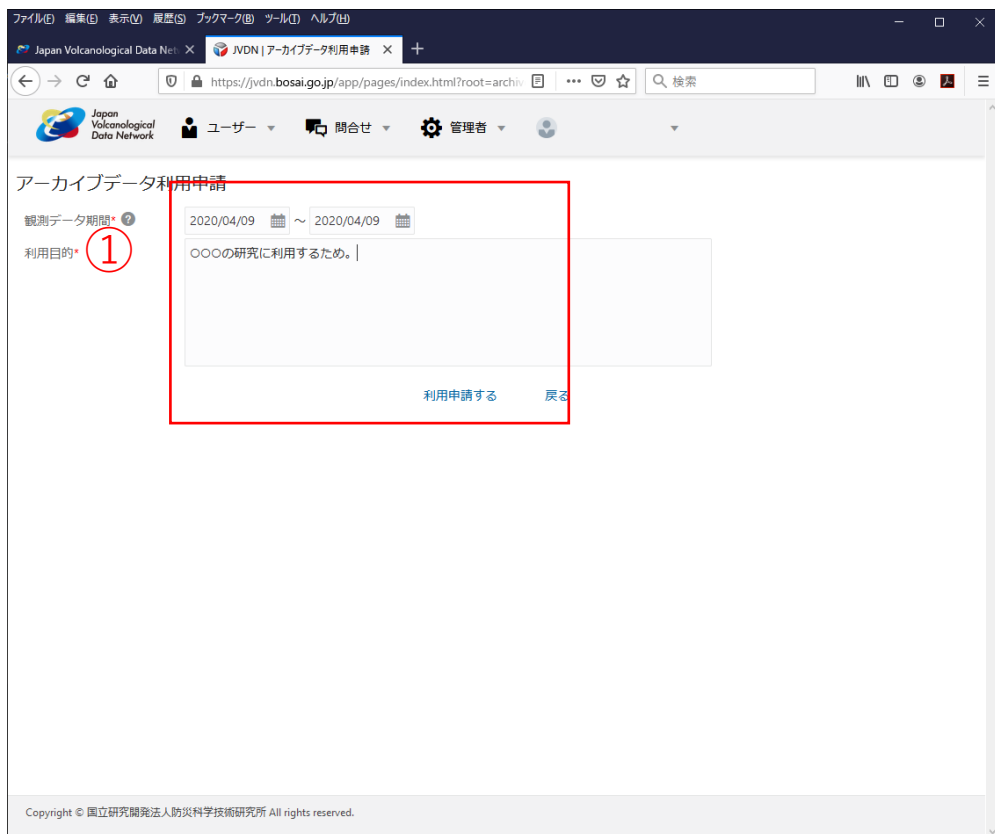 ファイル(F) 編集(E) 表示(V) 履歴(S) ブックマーク(B) ツール(T) ヘルプ(H)
Japan Volcanological Data Net
JVDN | アーカイブデータ利用申請
https://jvdn.bosai.go.jp/app/pages/index.html?root=archiv
検索
Japan
Volcanological
Data Network
ユーザー
問合せ
管理者
アーカイブデータ利用申請
観測データ期間* ?
2020/04/09 ～ 2020/04/09
利用目的*
①
○○○の研究に利用するため。
利用申請する 戻る
Copyright © 国立研究開発法人防災科学技術研究所 All rights reserved.